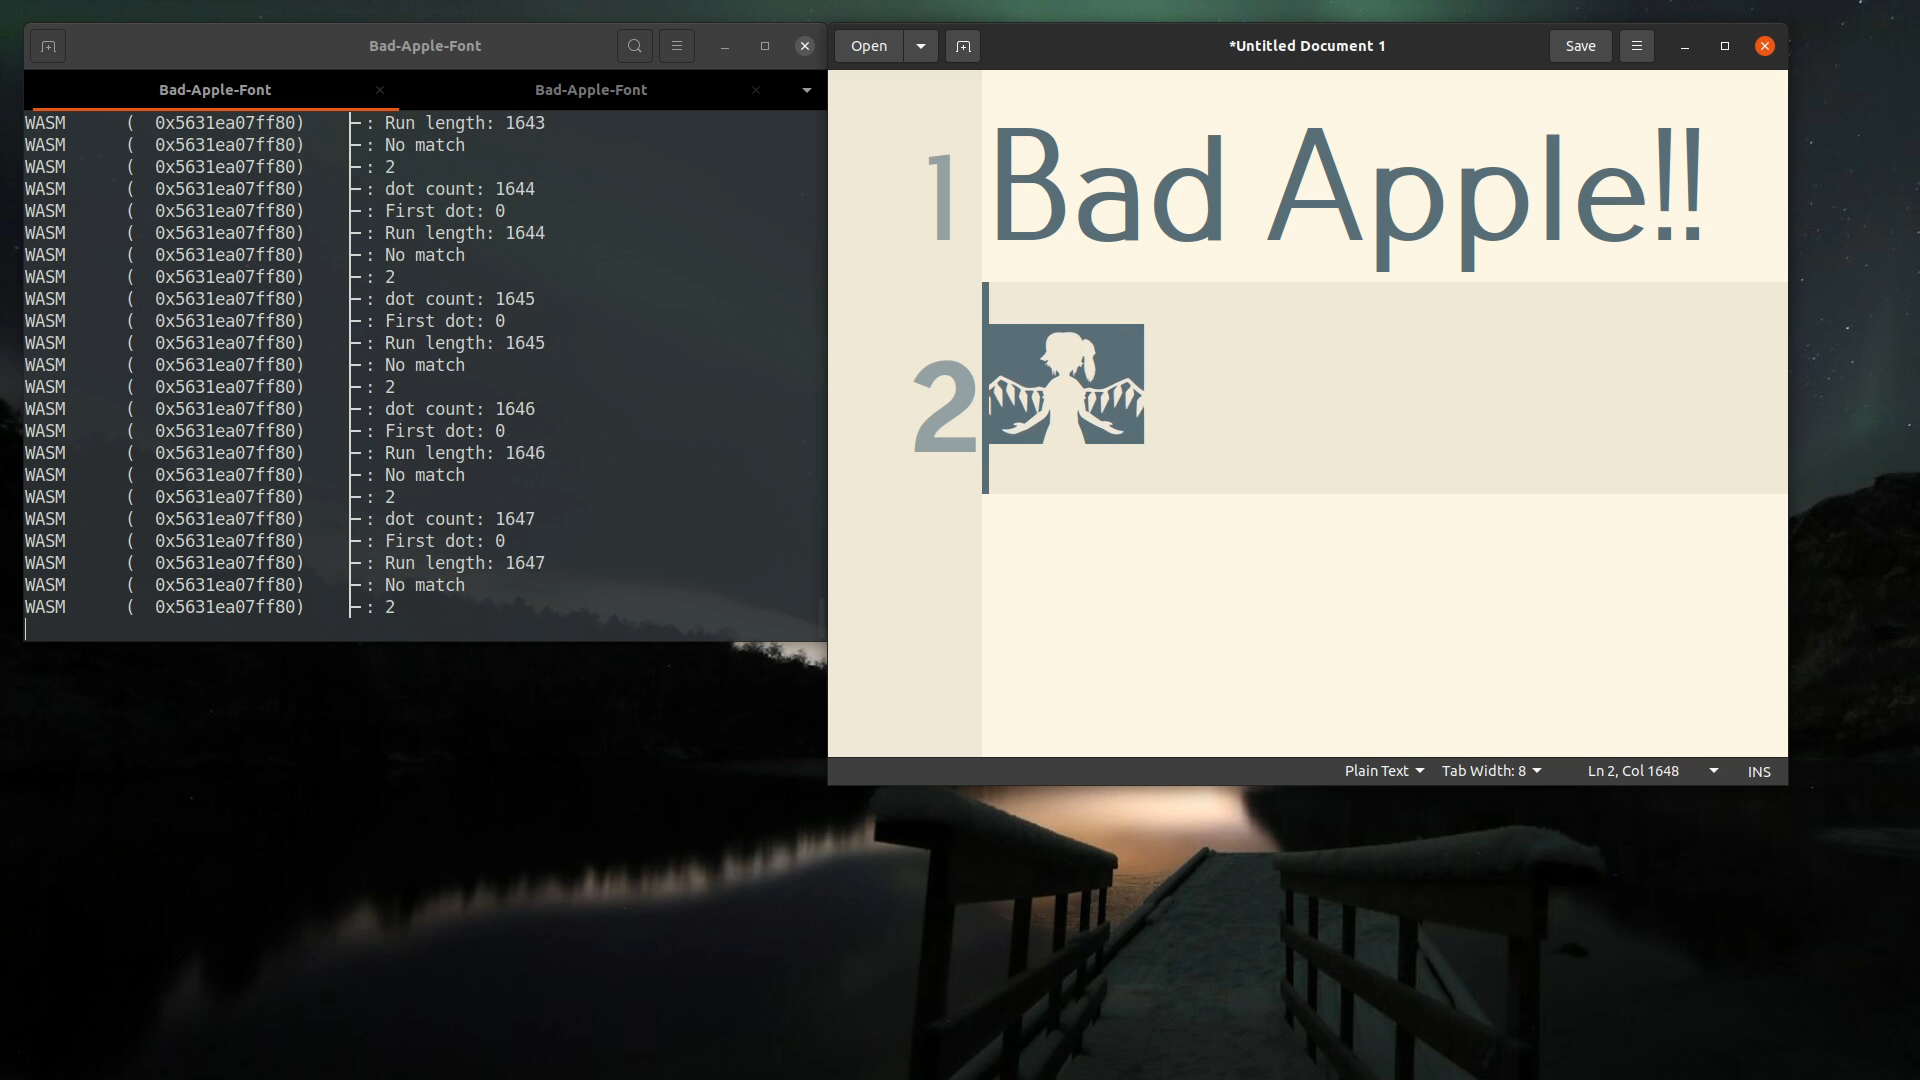 Bad-Apple-Font
Bad-Apple-Font
Bad-Apple-Font
WASM ( 0x5631ea07ff80) ├─: Run length: 1643
WASM ( 0x5631ea07ff80) ├─: No match
WASM ( 0x5631ea07ff80) ├─: 2
WASM ( 0x5631ea07ff80) ├─: dot count: 1644
WASM ( 0x5631ea07ff80) ├─: First dot: 0
WASM ( 0x5631ea07ff80) ├─: Run length: 1644
WASM ( 0x5631ea07ff80) ├─: No match
WASM ( 0x5631ea07ff80) ├─: 2
WASM ( 0x5631ea07ff80) ├─: dot count: 1645
WASM ( 0x5631ea07ff80) ├─: First dot: 0
WASM ( 0x5631ea07ff80) ├─: Run length: 1645
WASM ( 0x5631ea07ff80) ├─: No match
WASM ( 0x5631ea07ff80) ├─: 2
WASM ( 0x5631ea07ff80) ├─: dot count: 1646
WASM ( 0x5631ea07ff80) ├─: First dot: 0
WASM ( 0x5631ea07ff80) ├─: Run length: 1646
WASM ( 0x5631ea07ff80) ├─: No match
WASM ( 0x5631ea07ff80) ├─: 2
WASM ( 0x5631ea07ff80) ├─: dot count: 1647
WASM ( 0x5631ea07ff80) ├─: First dot: 0
WASM ( 0x5631ea07ff80) ├─: Run length: 1647
WASM ( 0x5631ea07ff80) ├─: No match
WASM ( 0x5631ea07ff80) ├─: 2
Open *Untitled Document 1 Save
1 Bad Apple!!
2
Plain Text Tab Width: 8 Ln 2, Col 1648 INS